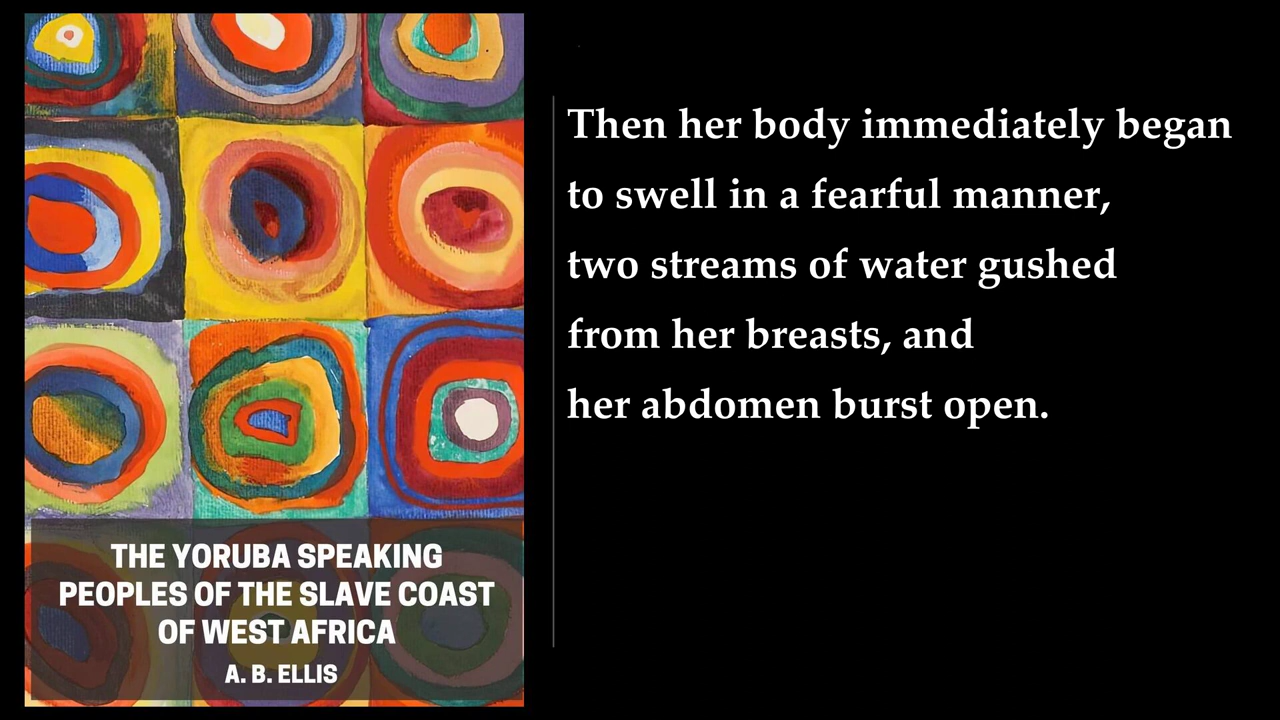 THE YORUBA SPEAKING
PEOPLES OF THE SLAVE COAST
OF WEST AFRICA
A. B. ELLIS
Then her body immediately began
to swell in a fearful manner,
two streams of water gushed
from her breasts, and
her abdomen burst open.